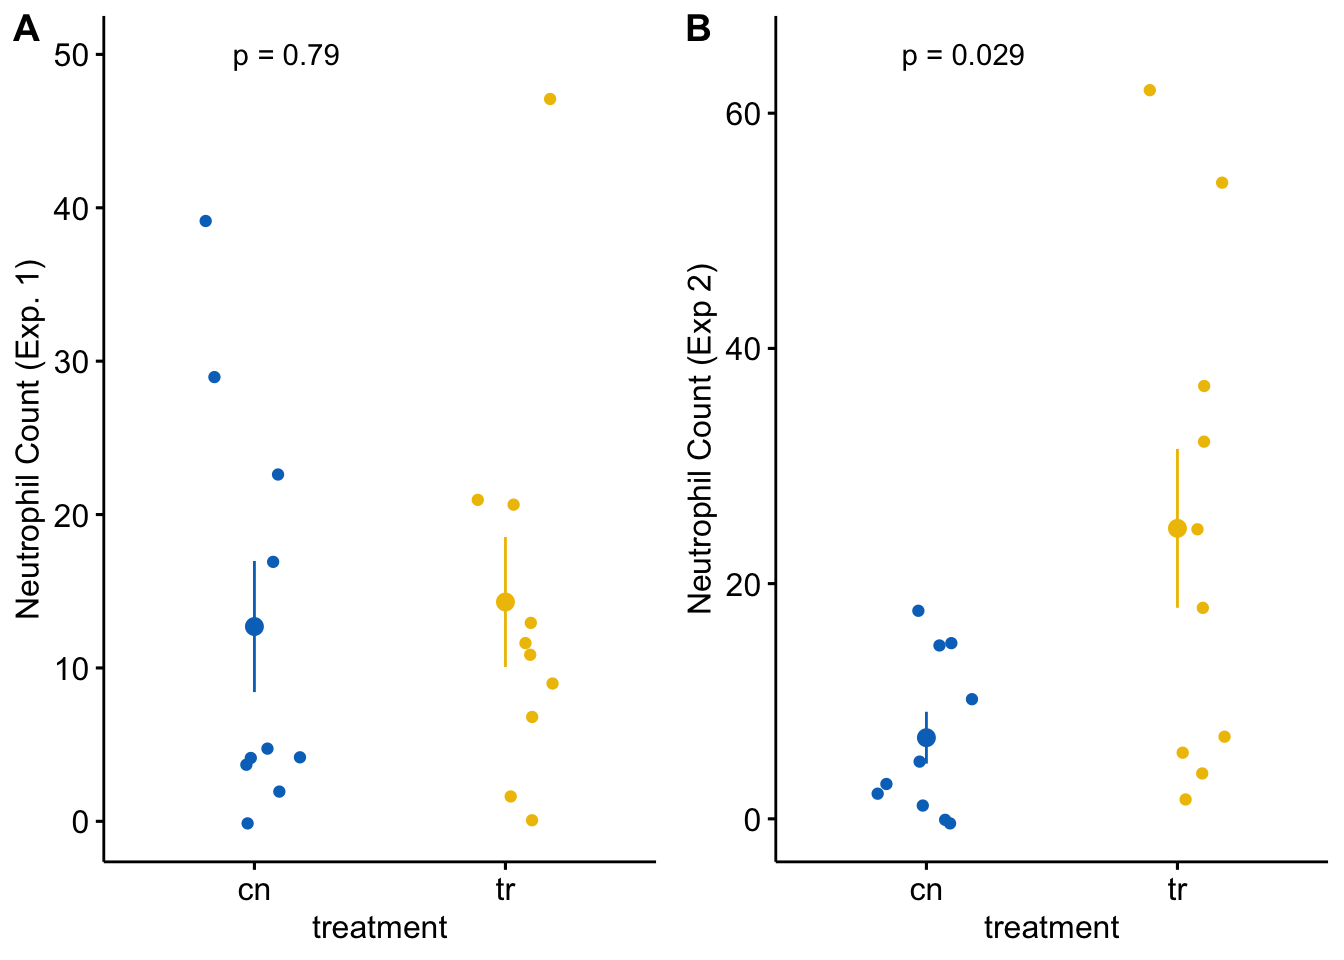 A
p = 0.79
Neutrophil Count (Exp. 1)
50
40
30
20
10
0
cn
tr
treatment
B
p = 0.029
Neutrophil Count (Exp 2)
60
40
20
0
cn
tr
treatment